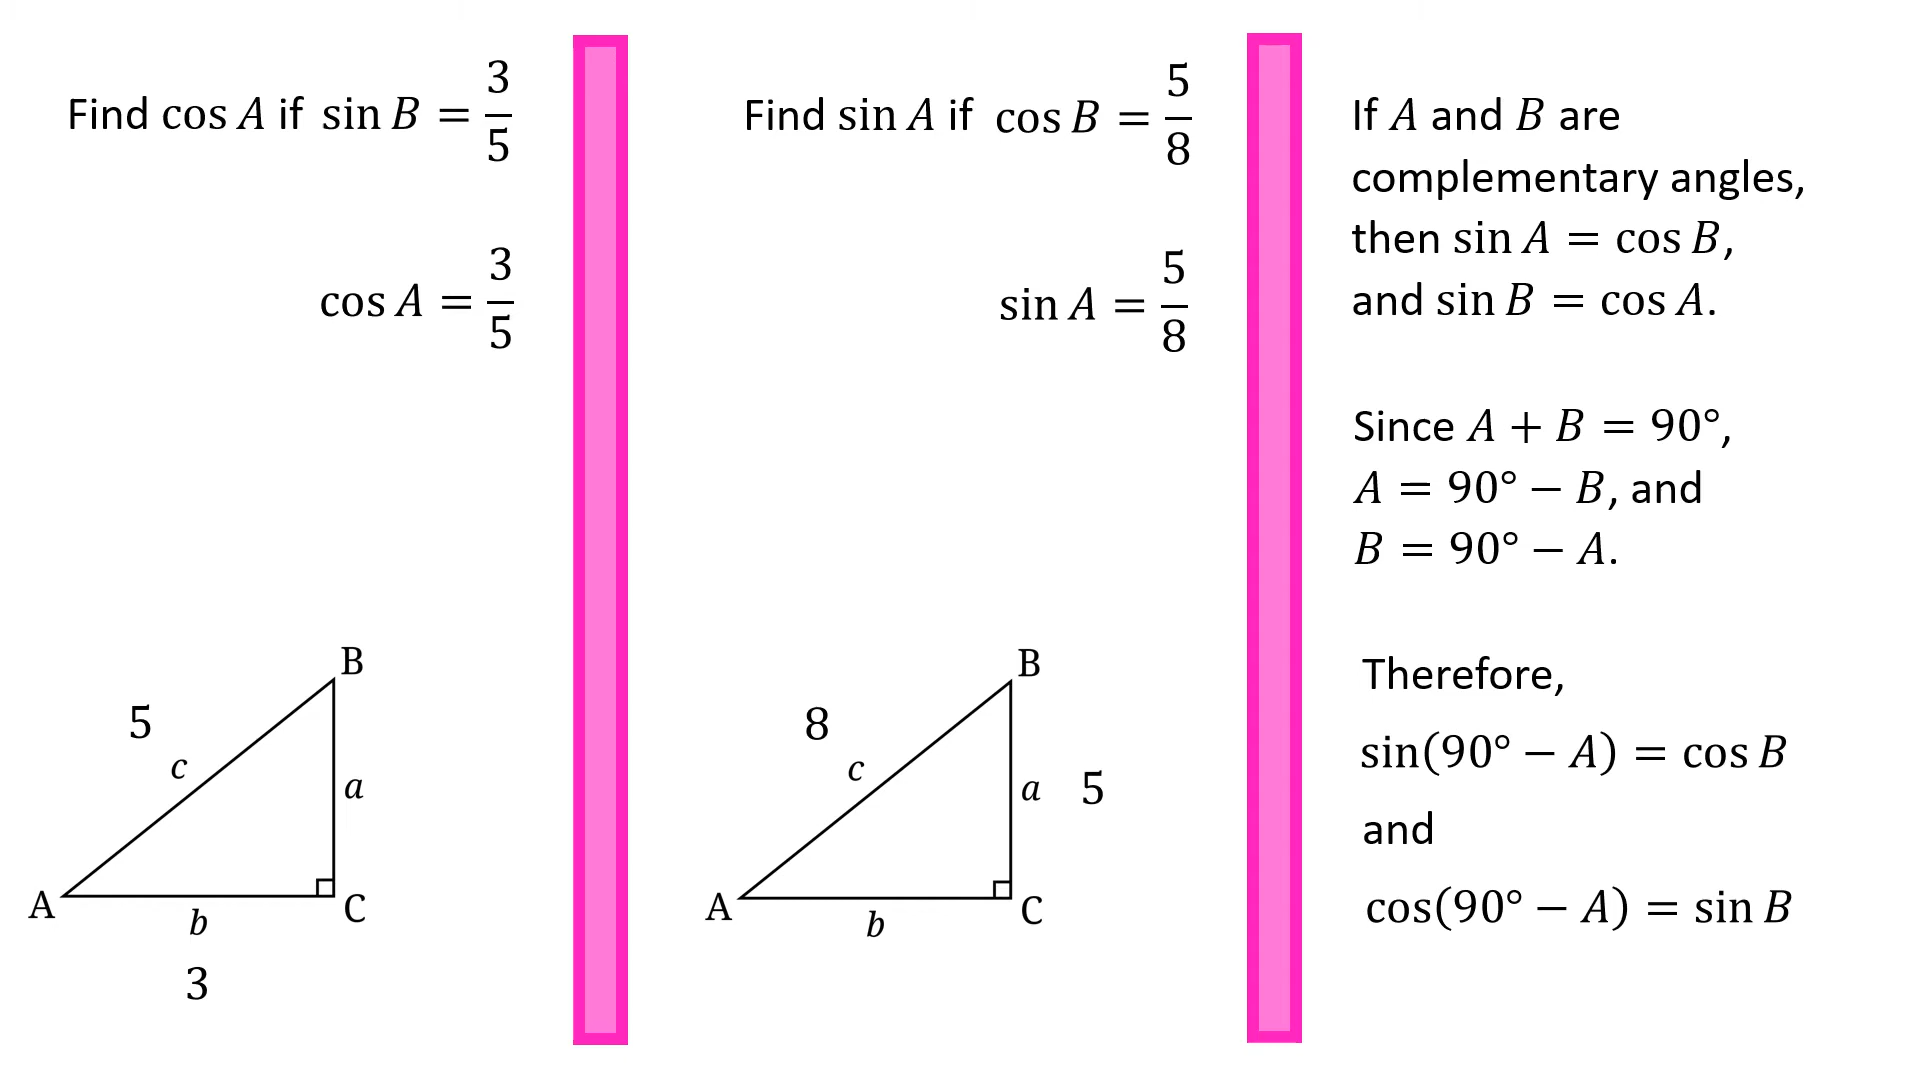 Find cos A if sin B = 3/5
cos A = 3/5
B
5
c
a
A
b
C
3
Find sin A if cos B = 5/8
sin A = 5/8
B
8
c
a 5
A
b
C
If A and B are
complementary angles,
then sin A = cos B,
and sin B = cos A.
Since A + B = 90°,
A = 90° − B, and
B = 90° − A.
Therefore,
sin(90° − A) = cos B
and
cos(90° − A) = sin B